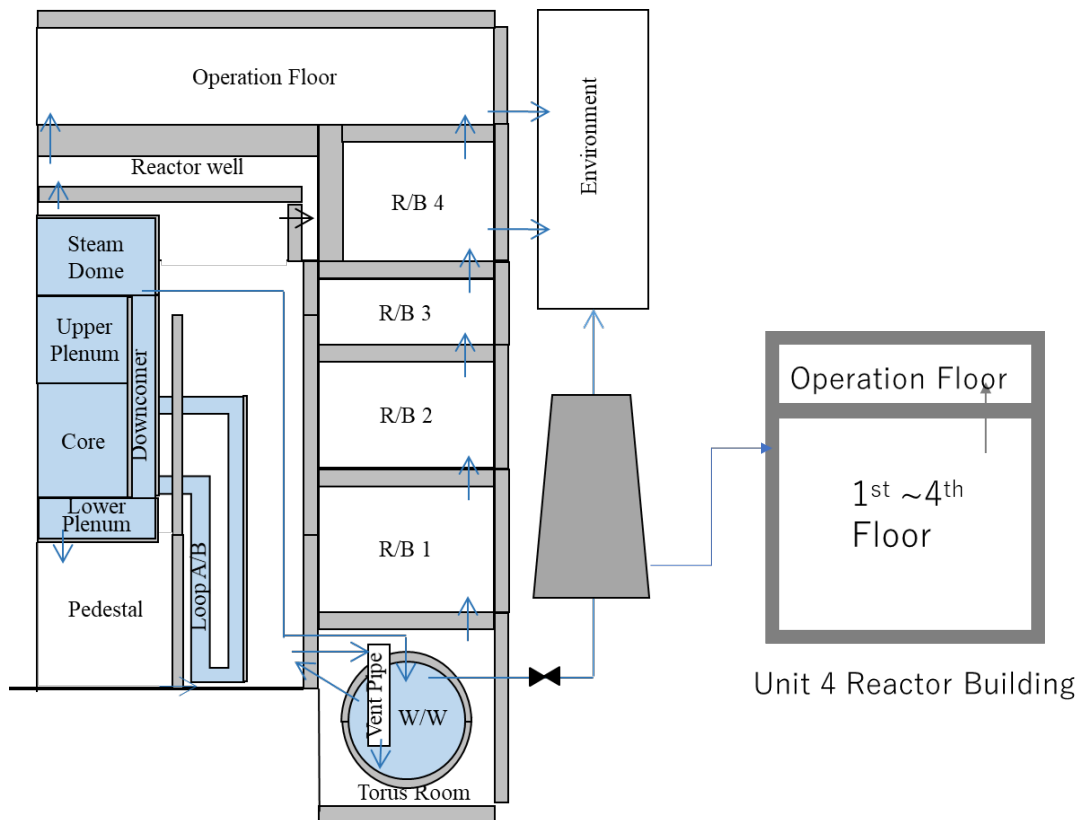 Operation Floor
Environment
Reactor well
R/B 4
Steam
Dome
R/B 3
Upper
Plenum
Downcomer
R/B 2
Core
Lower
Plenum
R/B 1
Loop A/B
Pedestal
Vent Pipe
W/W
Torus Room
Operation Floor
1st ~4th
Floor
Unit 4 Reactor Building